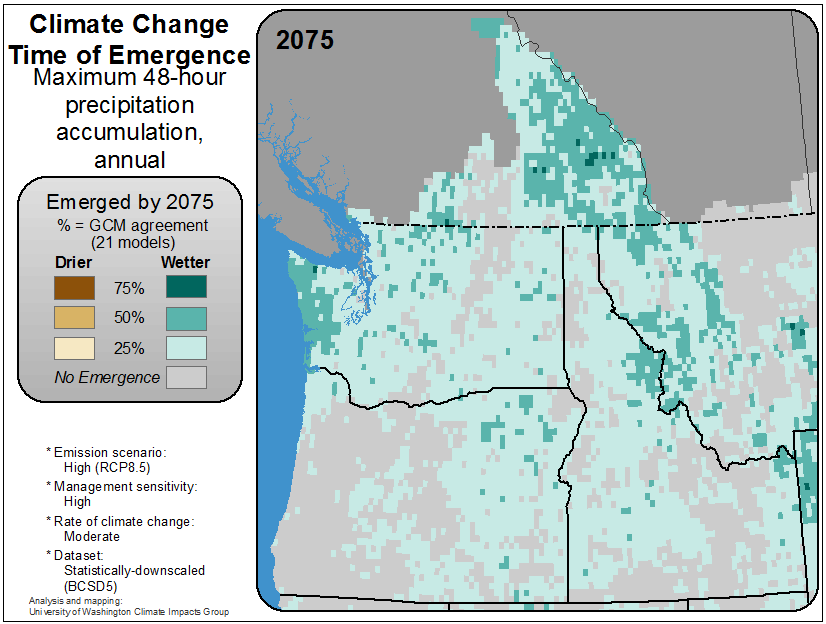 Climate Change
Time of Emergence
Maximum 48-hour
precipitation
accumulation,
annual
2075
Emerged by 2075
% = GCM agreement
(21 models)
Drier Wetter
75%
50%
25%
No Emergence
* Emission scenario:
High (RCP8.5)
* Management sensitivity:
High
* Rate of climate change:
Moderate
* Dataset:
Statistically-downscaled
(BCSD5)
Analysis and mapping:
University of Washington Climate Impacts Group